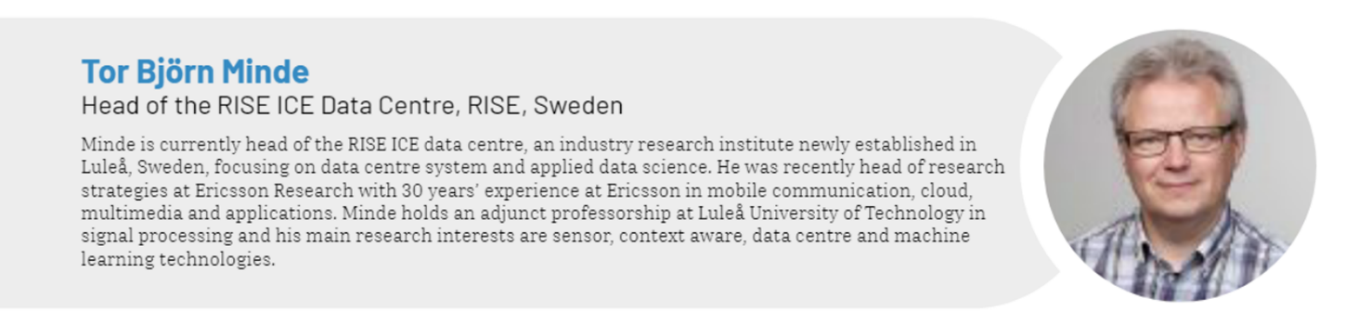 Tor Björn Minde
Head of the RISE ICE Data Centre, RISE, Sweden
Minde is currently head of the RISE ICE data centre, an industry research institute newly established in
Luleå, Sweden, focusing on data centre system and applied data science. He was recently head of research
strategies at Ericsson Research with 30 years' experience at Ericsson in mobile communication, cloud,
multimedia and applications. Minde holds an adjunct professorship at Luleå University of Technology in
signal processing and his main research interests are sensor, context aware, data centre and machine
learning technologies.